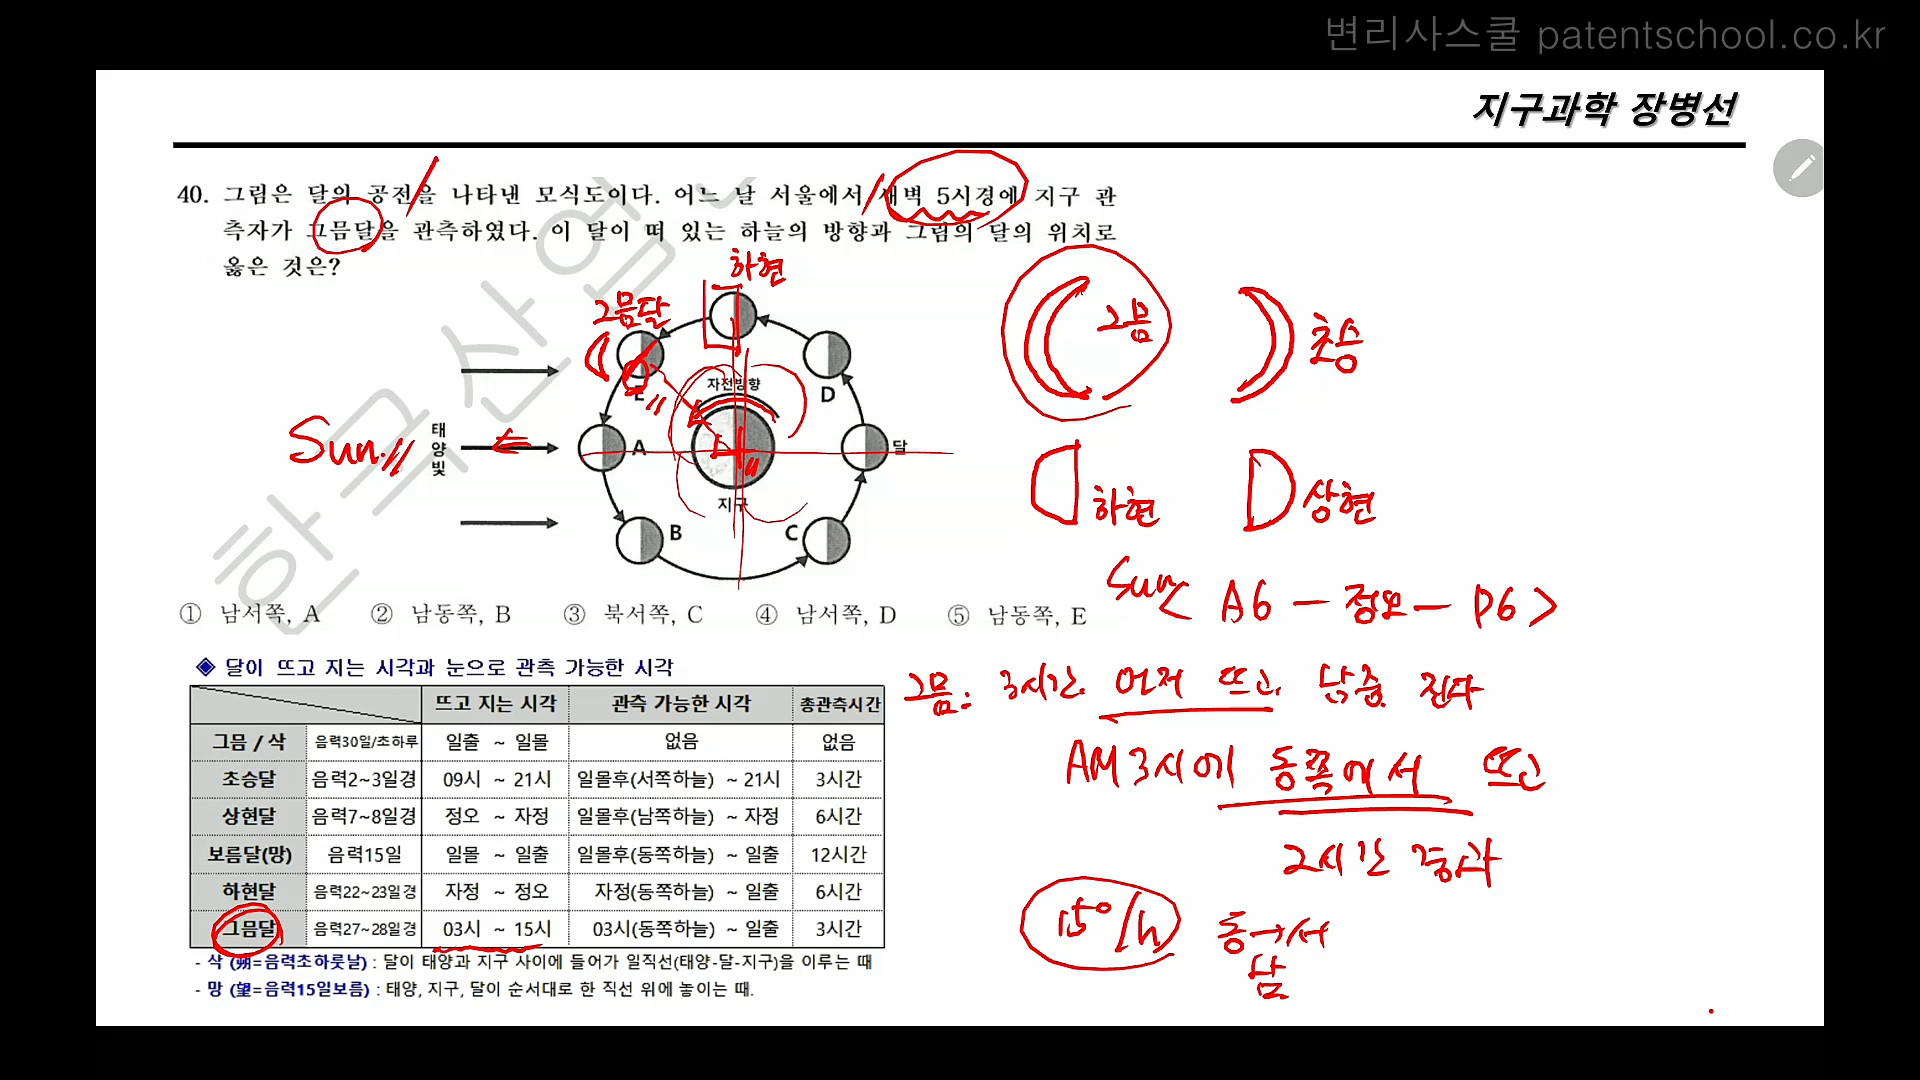 변리사스쿨 patentschool.co.kr
지구과학 장병선
40. 그림은 달의 공전을 나타낸 모식도이다. 어느 날 서울에서 새벽 5시경에 지구 관
측자가 그믐달을 관측하였다. 이 달이 떠 있는 하늘의 방향과 그림의 달의 위치로
옳은 것은?
하현
그믐달
그믐
초승
자전방향
E
D
Sun
태양빛
A
달
지구
B
C
하현
상현
① 남서쪽, A ② 남동쪽, B ③ 북서쪽, C ④ 남서쪽, D ⑤ 남동쪽, E
Sun A6 - 정오 - P6
◈ 달이 뜨고 지는 시각과 눈으로 관측 가능한 시각
뜨고 지는 시각 관측 가능한 시각 총관측시간
그믐 / 삭 음력30일/초하루 일출 ~ 일몰 없음 없음
초승달 음력2~3일경 09시 ~ 21시 일몰후(서쪽하늘) ~ 21시 3시간
상현달 음력7~8일경 정오 ~ 자정 일몰후(남쪽하늘) ~ 자정 6시간
보름달(망) 음력15일 일몰 ~ 일출 일몰후(동쪽하늘) ~ 일출 12시간
하현달 음력22~23일경 자정 ~ 정오 자정(동쪽하늘) ~ 일출 6시간
그믐달 음력27~28일경 03시 ~ 15시 03시(동쪽하늘) ~ 일출 3시간
- 삭 (朔=음력초하룻날) : 달이 태양과 지구 사이에 들어가 일직선(태양-달-지구)을 이루는 때
- 망 (望=음력15일보름) : 태양, 지구, 달이 순서대로 한 직선 위에 놓이는 때.
그믐: 3시간 먼저 뜨고 남중 진다
AM 3시에 동쪽에서 뜨고
2시간 경과
15°/h 동→서
남
한국산업